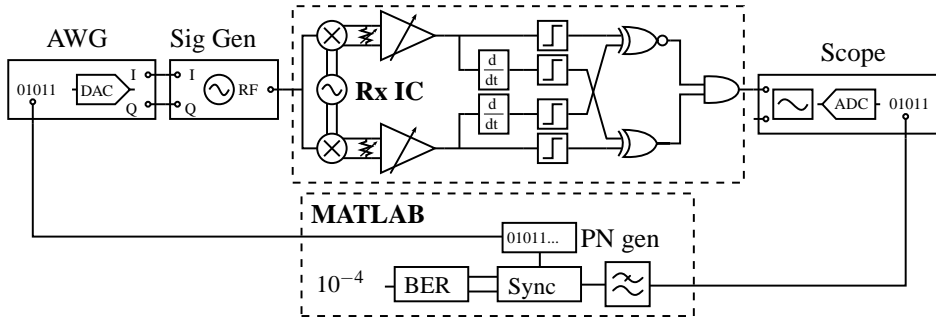 AWG
Sig Gen
Scope
01011
DAC
I
Q
I
Q
RF
Rx IC
d
dt
d
dt
ADC
01011
MATLAB
01011...
PN gen
10−4
BER
Sync